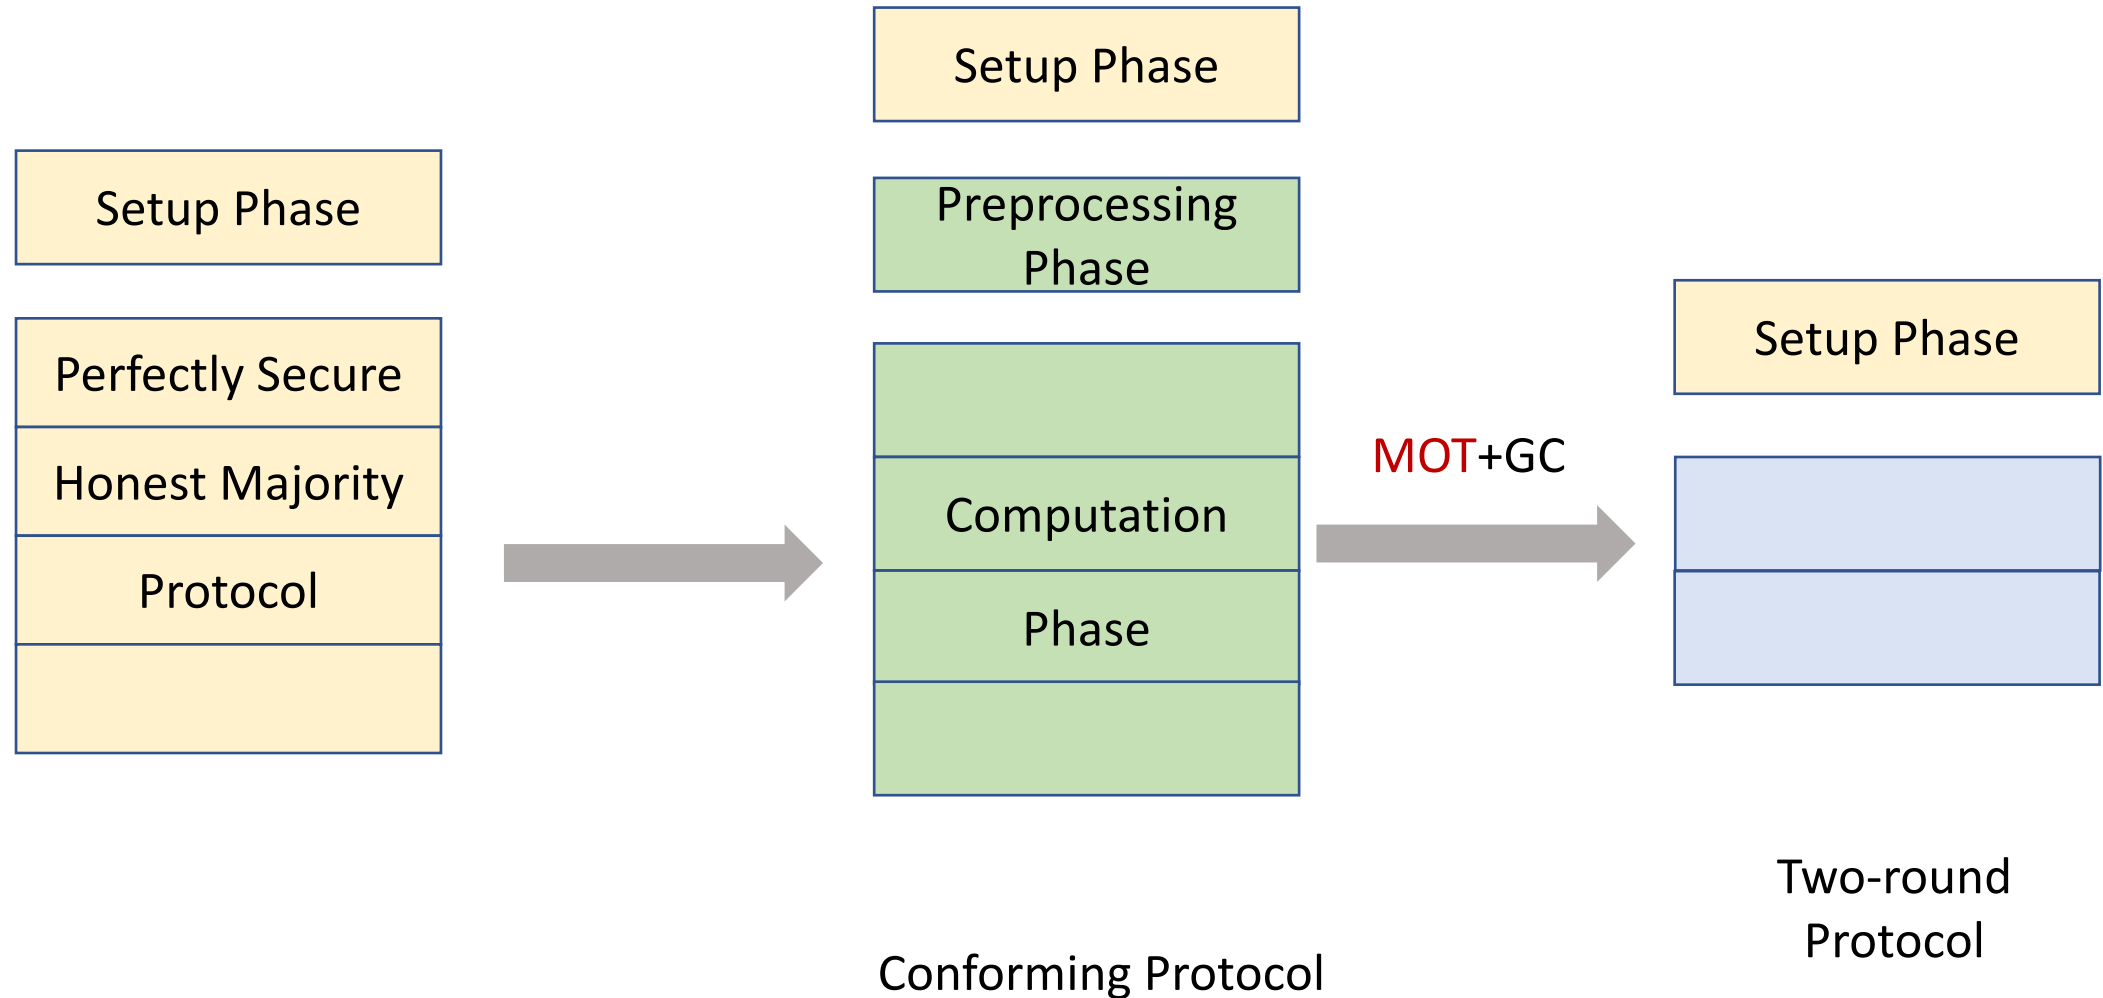 Setup Phase
Perfectly Secure
Honest Majority
Protocol
Setup Phase
Preprocessing
Phase
Computation
Phase
Conforming Protocol
MOT+GC
Setup Phase
Two-round
Protocol